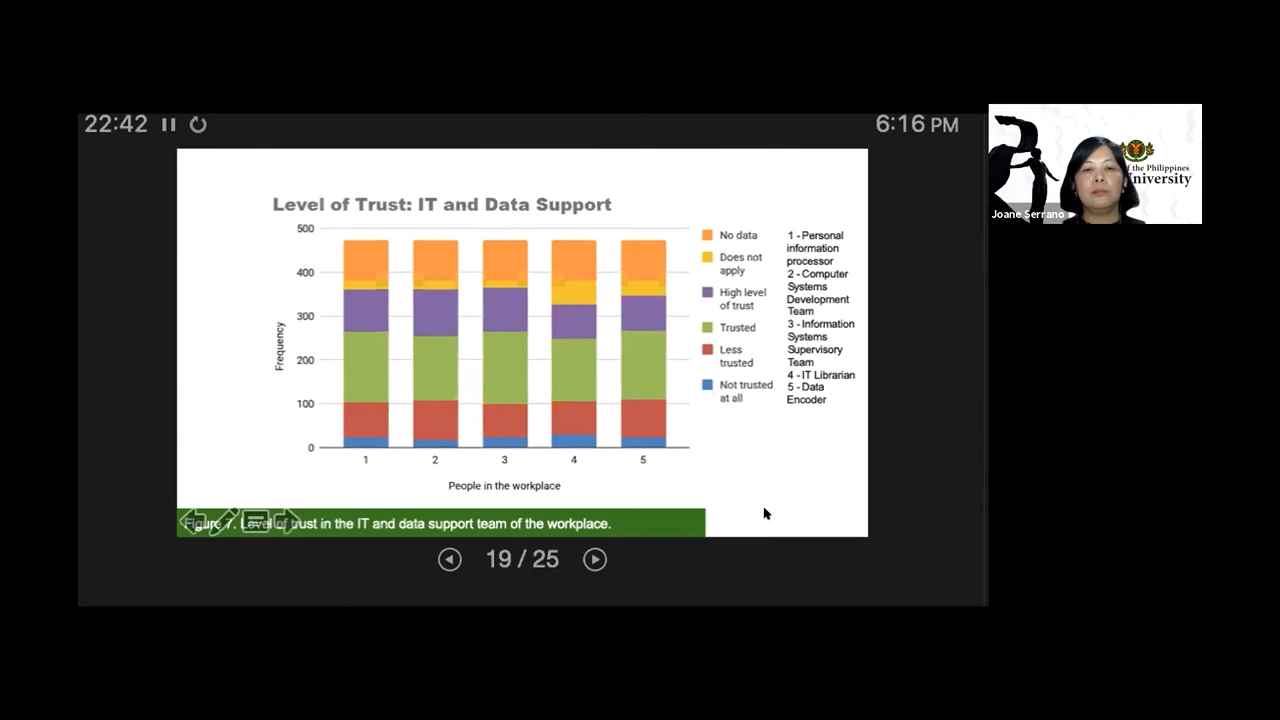 22:42
6:16 PM
Level of Trust: IT and Data Support
500
400
300
200
100
0
Frequency
1
2
3
4
5
People in the workplace
No data
Does not
apply
High level
of trust
Trusted
Less
trusted
Not trusted
at all
1 - Personal
information
processor
2 - Computer
Systems
Development
Team
3 - Information
Systems
Supervisory
Team
4 - IT Librarian
5 - Data
Encoder
Figure 7. Level of trust in the IT and data support team of the workplace.
19 / 25
of the Philippines
University
Joane Serrano